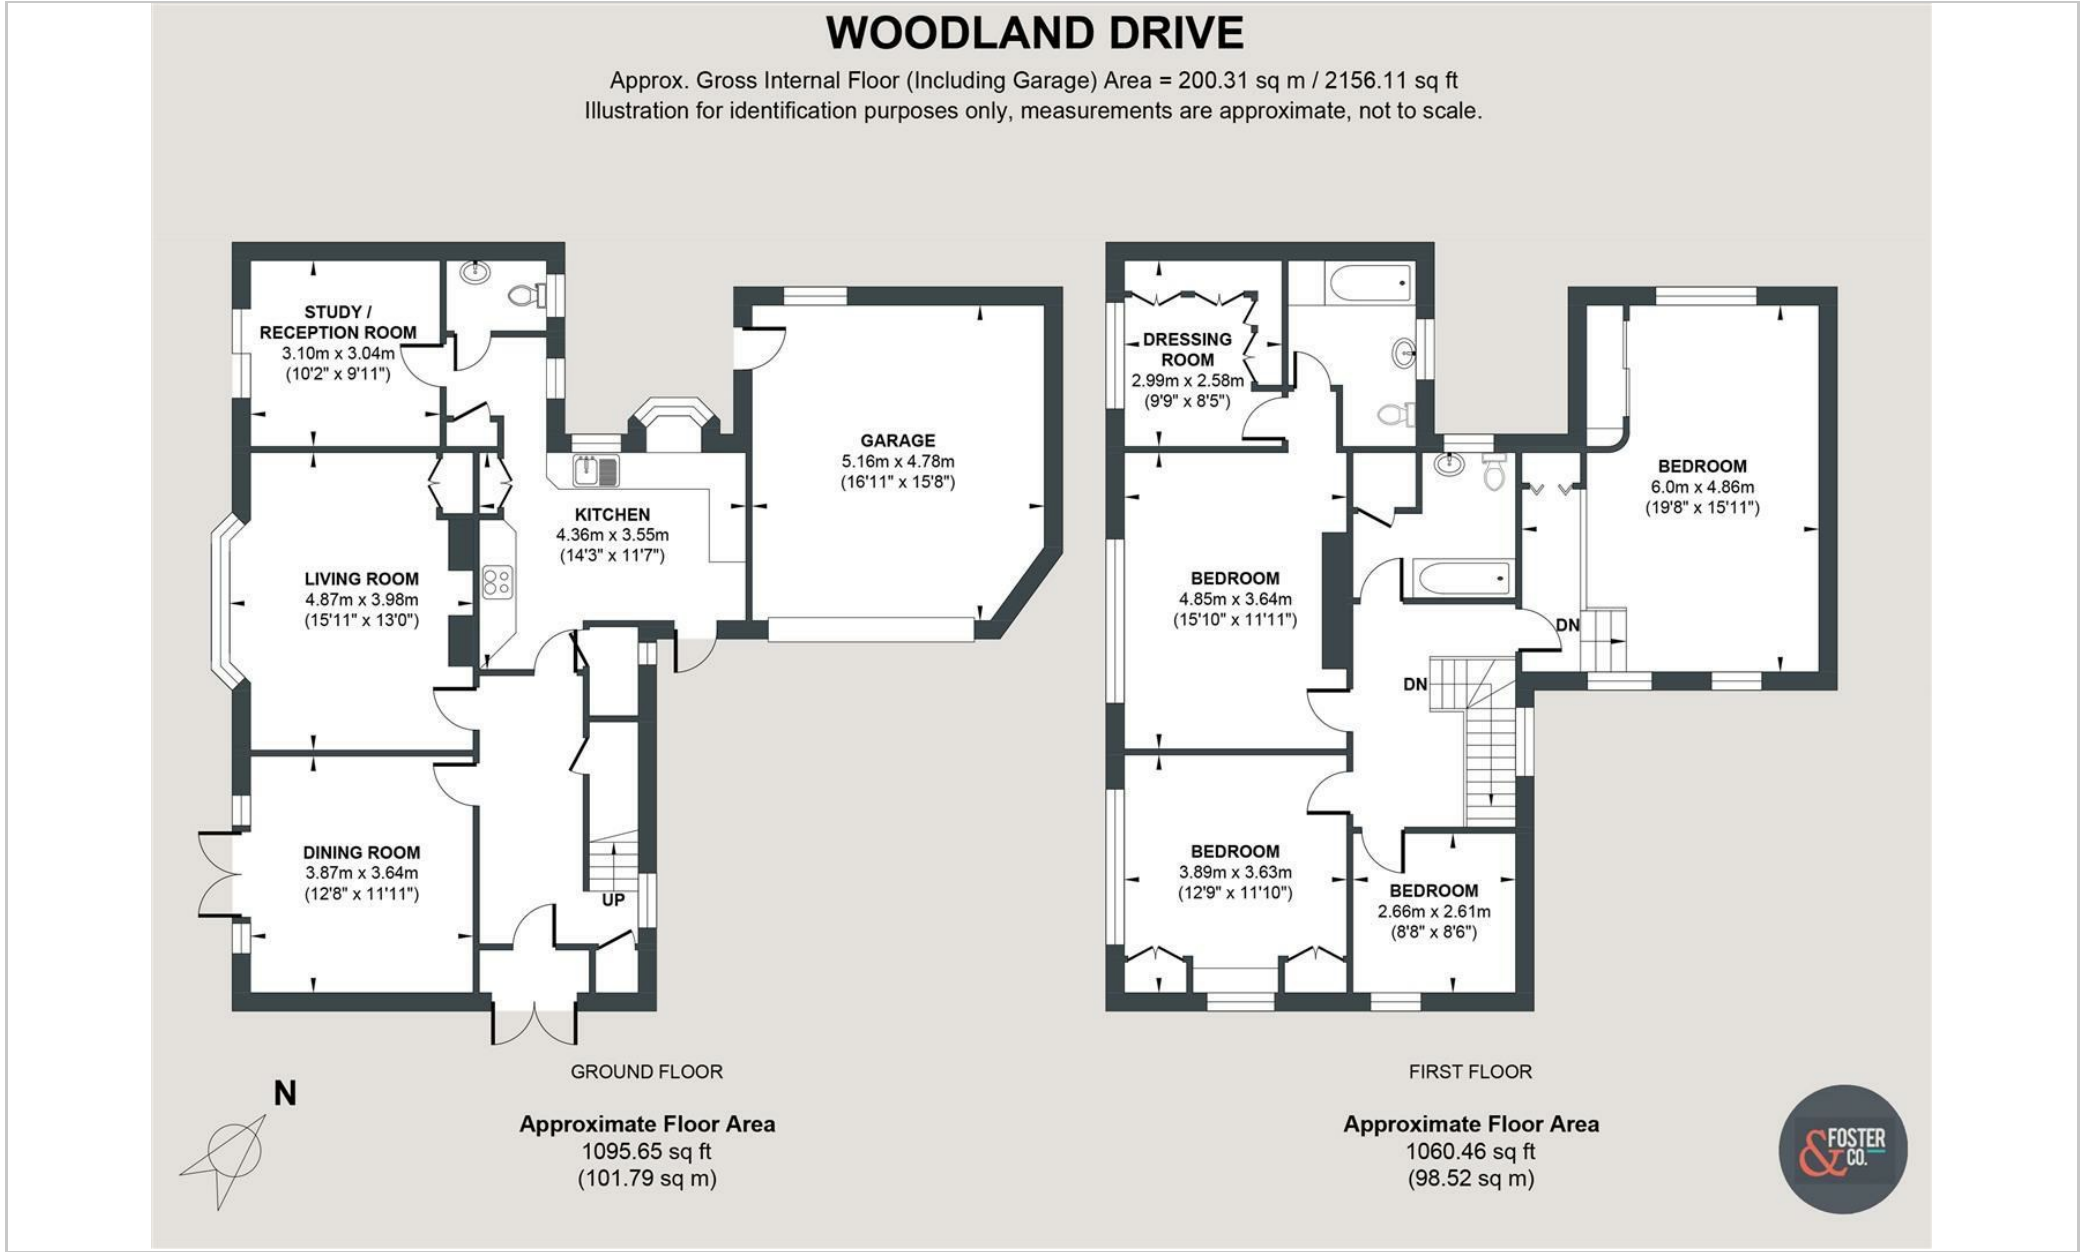 WOODLAND DRIVE
Approx. Gross Internal Floor (Including Garage) Area = 200.31 sq m / 2156.11 sq ft
Illustration for identification purposes only, measurements are approximate, not to scale.
STUDY /
RECEPTION ROOM
3.10m x 3.04m
(10'2" x 9'11")
GARAGE
5.16m x 4.78m
(16'11" x 15'8")
KITCHEN
4.36m x 3.55m
(14'3" x 11'7")
LIVING ROOM
4.87m x 3.98m
(15'11" x 13'0")
DINING ROOM
3.87m x 3.64m
(12'8" x 11'11")
UP
GROUND FLOOR
Approximate Floor Area
1095.65 sq ft
(101.79 sq m)
N
DRESSING
ROOM
2.99m x 2.58m
(9'9" x 8'5")
BEDROOM
6.0m x 4.86m
(19'8" x 15'11")
BEDROOM
4.85m x 3.64m
(15'10" x 11'11")
DN
DN
BEDROOM
3.89m x 3.63m
(12'9" x 11'10")
BEDROOM
2.66m x 2.61m
(8'8" x 8'6")
FIRST FLOOR
Approximate Floor Area
1060.46 sq ft
(98.52 sq m)
&FOSTER
CO.